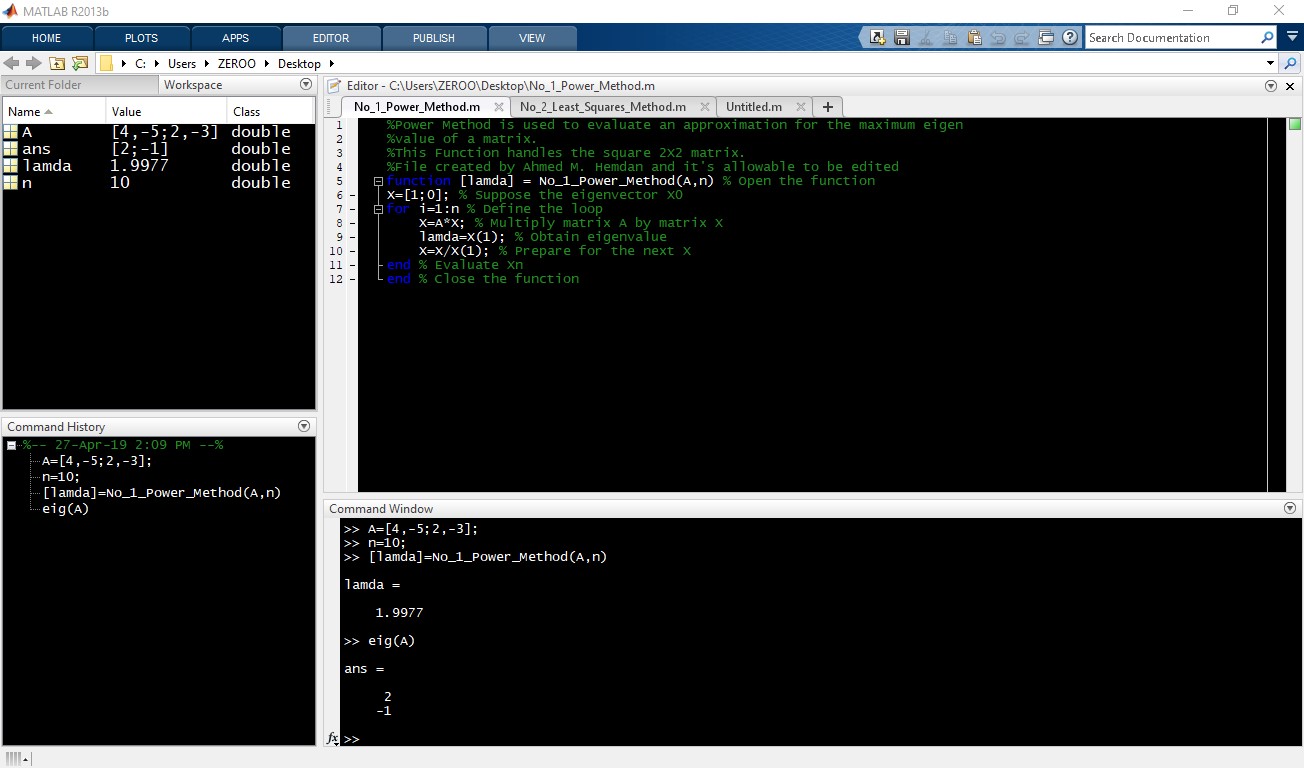 MATLAB R2013b
HOME PLOTS APPS EDITOR PUBLISH VIEW
Search Documentation
C: Users ZEROO Desktop
Current Folder Workspace
Name Value Class
A [4,-5;2,-3] double
ans [2;-1] double
lamda 1.9977 double
n 10 double
Command History
%-- 27-Apr-19 2:09 PM --%
A=[4,-5;2,-3];
n=10;
[lamda]=No_1_Power_Method(A,n)
eig(A)
Editor - C:\Users\ZEROO\Desktop\No_1_Power_Method.m
No_1_Power_Method.m No_2_Least_Squares_Method.m Untitled.m
1 %Power Method is used to evaluate an approximation for the maximum eigen
2 %value of a matrix.
3 %This Function handles the square 2X2 matrix.
4 %File created by Ahmed M. Hemdan and it's allowable to be edited
5 function [lamda] = No_1_Power_Method(A,n) % Open the function
6 - X=[1;0]; % Suppose the eigenvector X0
7 - for i=1:n % Define the loop
8 - X=A*X; % Multiply matrix A by matrix X
9 - lamda=X(1); % Obtain eigenvalue
10 - X=X/X(1); % Prepare for the next X
11 - end % Evaluate Xn
12 - end % Close the function
Command Window
>> A=[4,-5;2,-3];
>> n=10;
>> [lamda]=No_1_Power_Method(A,n)
lamda =
1.9977
>> eig(A)
ans =
2
-1
fx >>